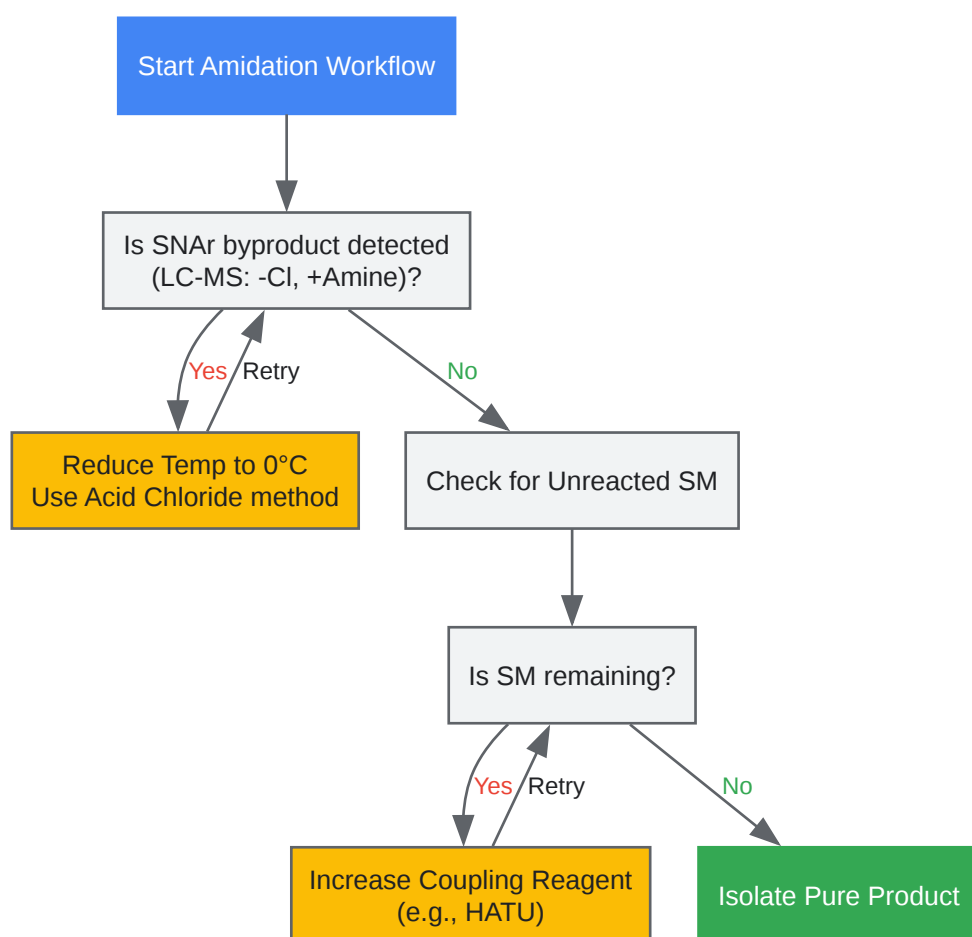 Start Amidation Workflow
Is SNAr byproduct detected
(LC-MS: -Cl, +Amine)?
Yes
Retry
No
Reduce Temp to 0°C
Use Acid Chloride method
Check for Unreacted SM
Is SM remaining?
Yes
Retry
No
Increase Coupling Reagent
(e.g., HATU)
Isolate Pure Product